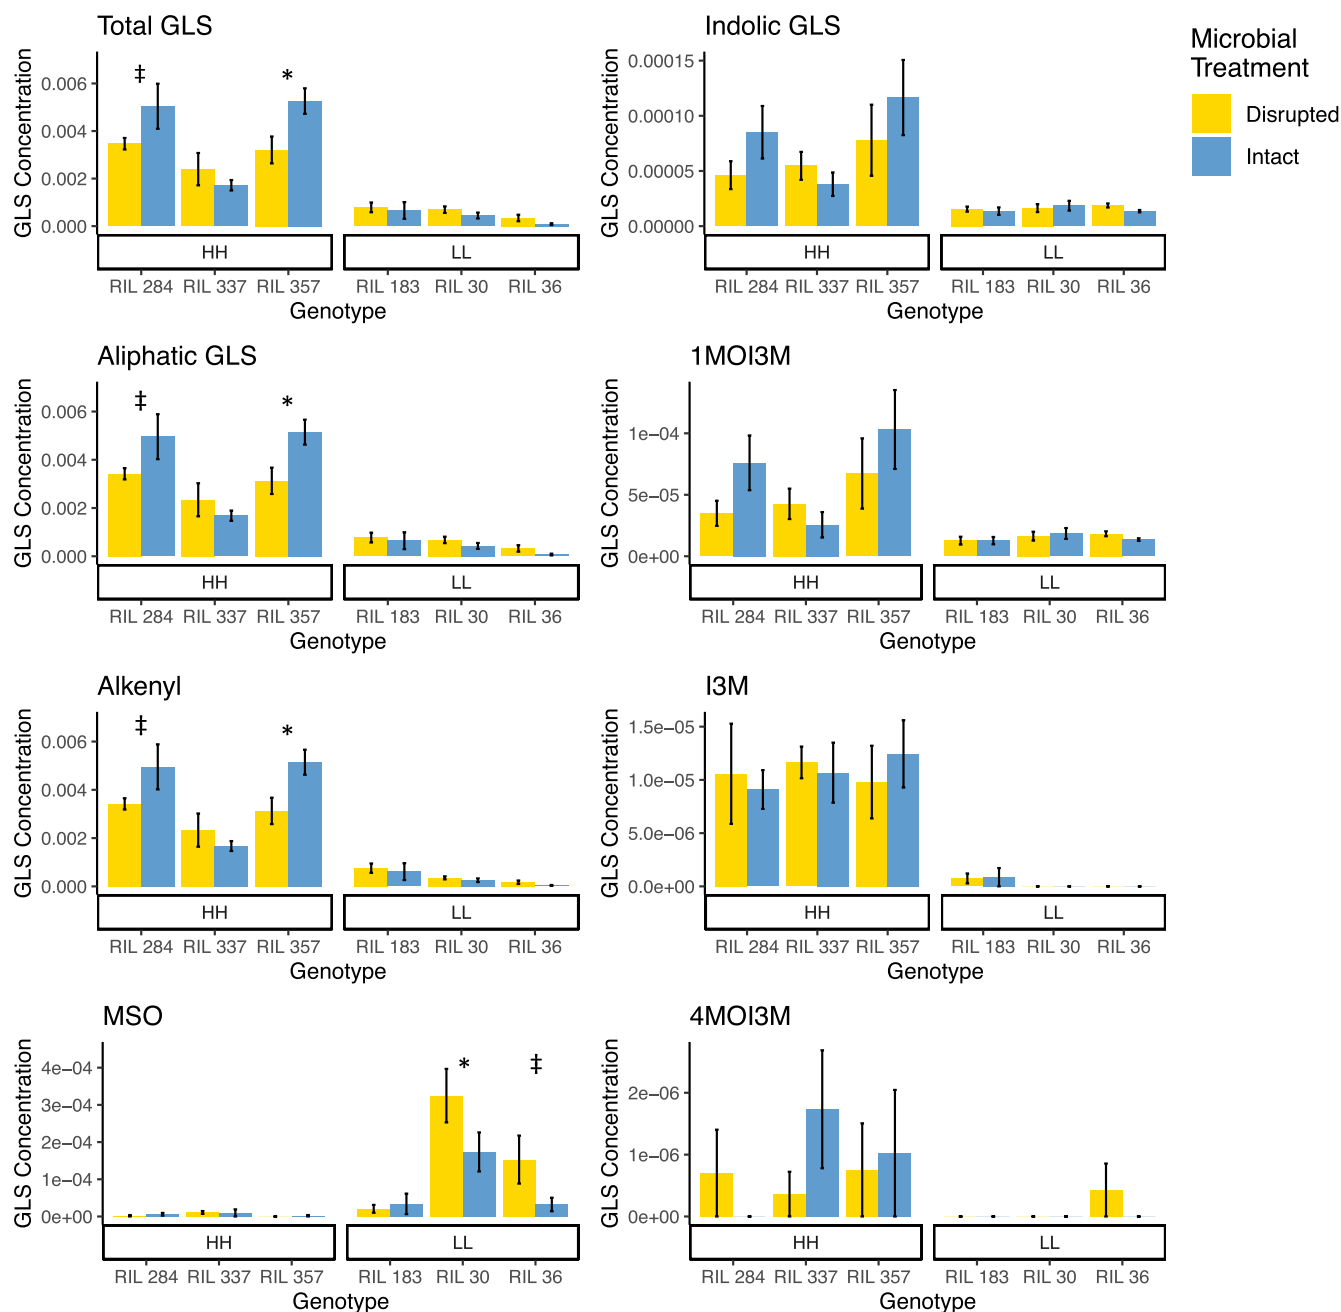 Total GLS
GLS Concentration
0.006
0.004
0.002
0.000
‡
*
HH
LL
RIL 284 RIL 337 RIL 357
RIL 183 RIL 30 RIL 36
Genotype
Indolic GLS
GLS Concentration
0.00015
0.00010
0.00005
0.00000
HH
LL
RIL 284 RIL 337 RIL 357
RIL 183 RIL 30 RIL 36
Genotype
Microbial
Treatment
Disrupted
Intact
Aliphatic GLS
GLS Concentration
0.006
0.004
0.002
0.000
‡
*
HH
LL
RIL 284 RIL 337 RIL 357
RIL 183 RIL 30 RIL 36
Genotype
1MOI3M
GLS Concentration
1e−04
5e−05
0e+00
HH
LL
RIL 284 RIL 337 RIL 357
RIL 183 RIL 30 RIL 36
Genotype
Alkenyl
GLS Concentration
0.006
0.004
0.002
0.000
‡
*
HH
LL
RIL 284 RIL 337 RIL 357
RIL 183 RIL 30 RIL 36
Genotype
I3M
GLS Concentration
1.5e−05
1.0e−05
5.0e−06
0.0e+00
HH
LL
RIL 284 RIL 337 RIL 357
RIL 183 RIL 30 RIL 36
Genotype
MSO
GLS Concentration
4e−04
3e−04
2e−04
1e−04
0e+00
*
‡
HH
LL
RIL 284 RIL 337 RIL 357
RIL 183 RIL 30 RIL 36
Genotype
4MOI3M
GLS Concentration
2e−06
1e−06
0e+00
HH
LL
RIL 284 RIL 337 RIL 357
RIL 183 RIL 30 RIL 36
Genotype